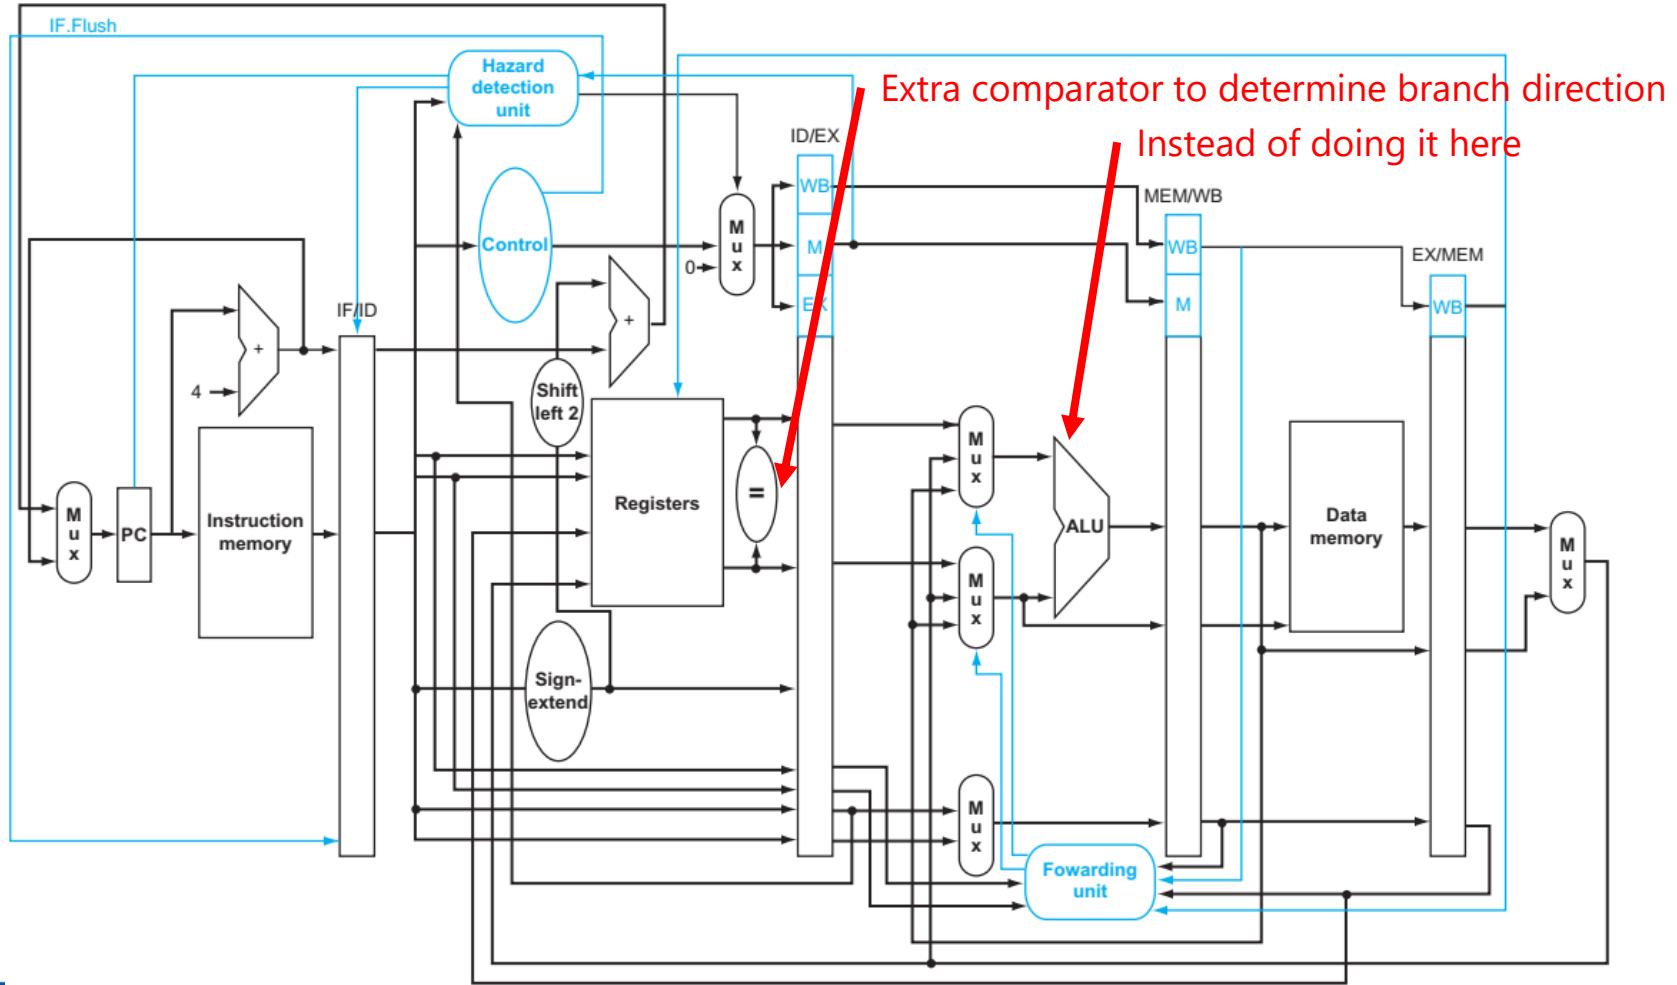 IF.Flush
Hazard
detection
unit
Extra comparator to determine branch direction
Instead of doing it here
ID/EX
WB
M
EX
MEM/WB
WB
M
EX/MEM
WB
Control
M
u
x
0
IF/ID
+
4
+
Shift
left 2
M
u
x
PC
Instruction
memory
Registers
=
Sign-
extend
M
u
x
M
u
x
ALU
Data
memory
M
u
x
M
u
x
Fowarding
unit